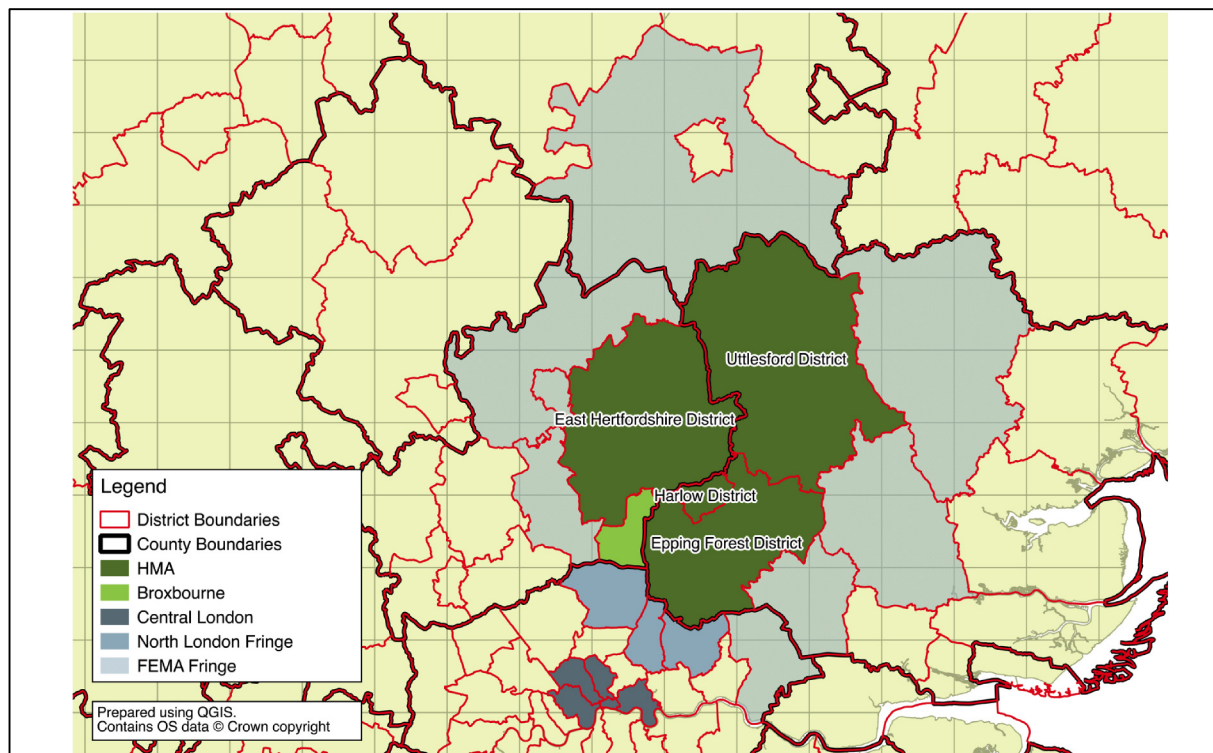 Uttlesford District
East Hertfordshire District
Harlow District
Epping Forest District
Legend
District Boundaries
County Boundaries
HMA
Broxbourne
Central London
North London Fringe
FEMA Fringe
Prepared using QGIS.
Contains OS data © Crown copyright